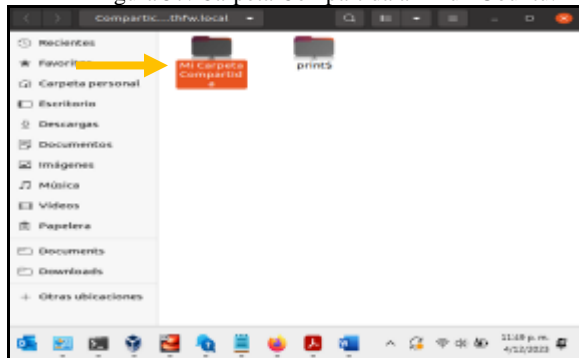 Compartic...thfw.local
Recientes
Favoritos
Mi Carpeta
Compartid
a
print$
Carpeta personal
Escritorio
Descargas
Documentos
Imágenes
Música
Vídeos
Papelera
Documents
Downloads
+ Otras ubicaciones
11:49 p. m.
4/12/2023